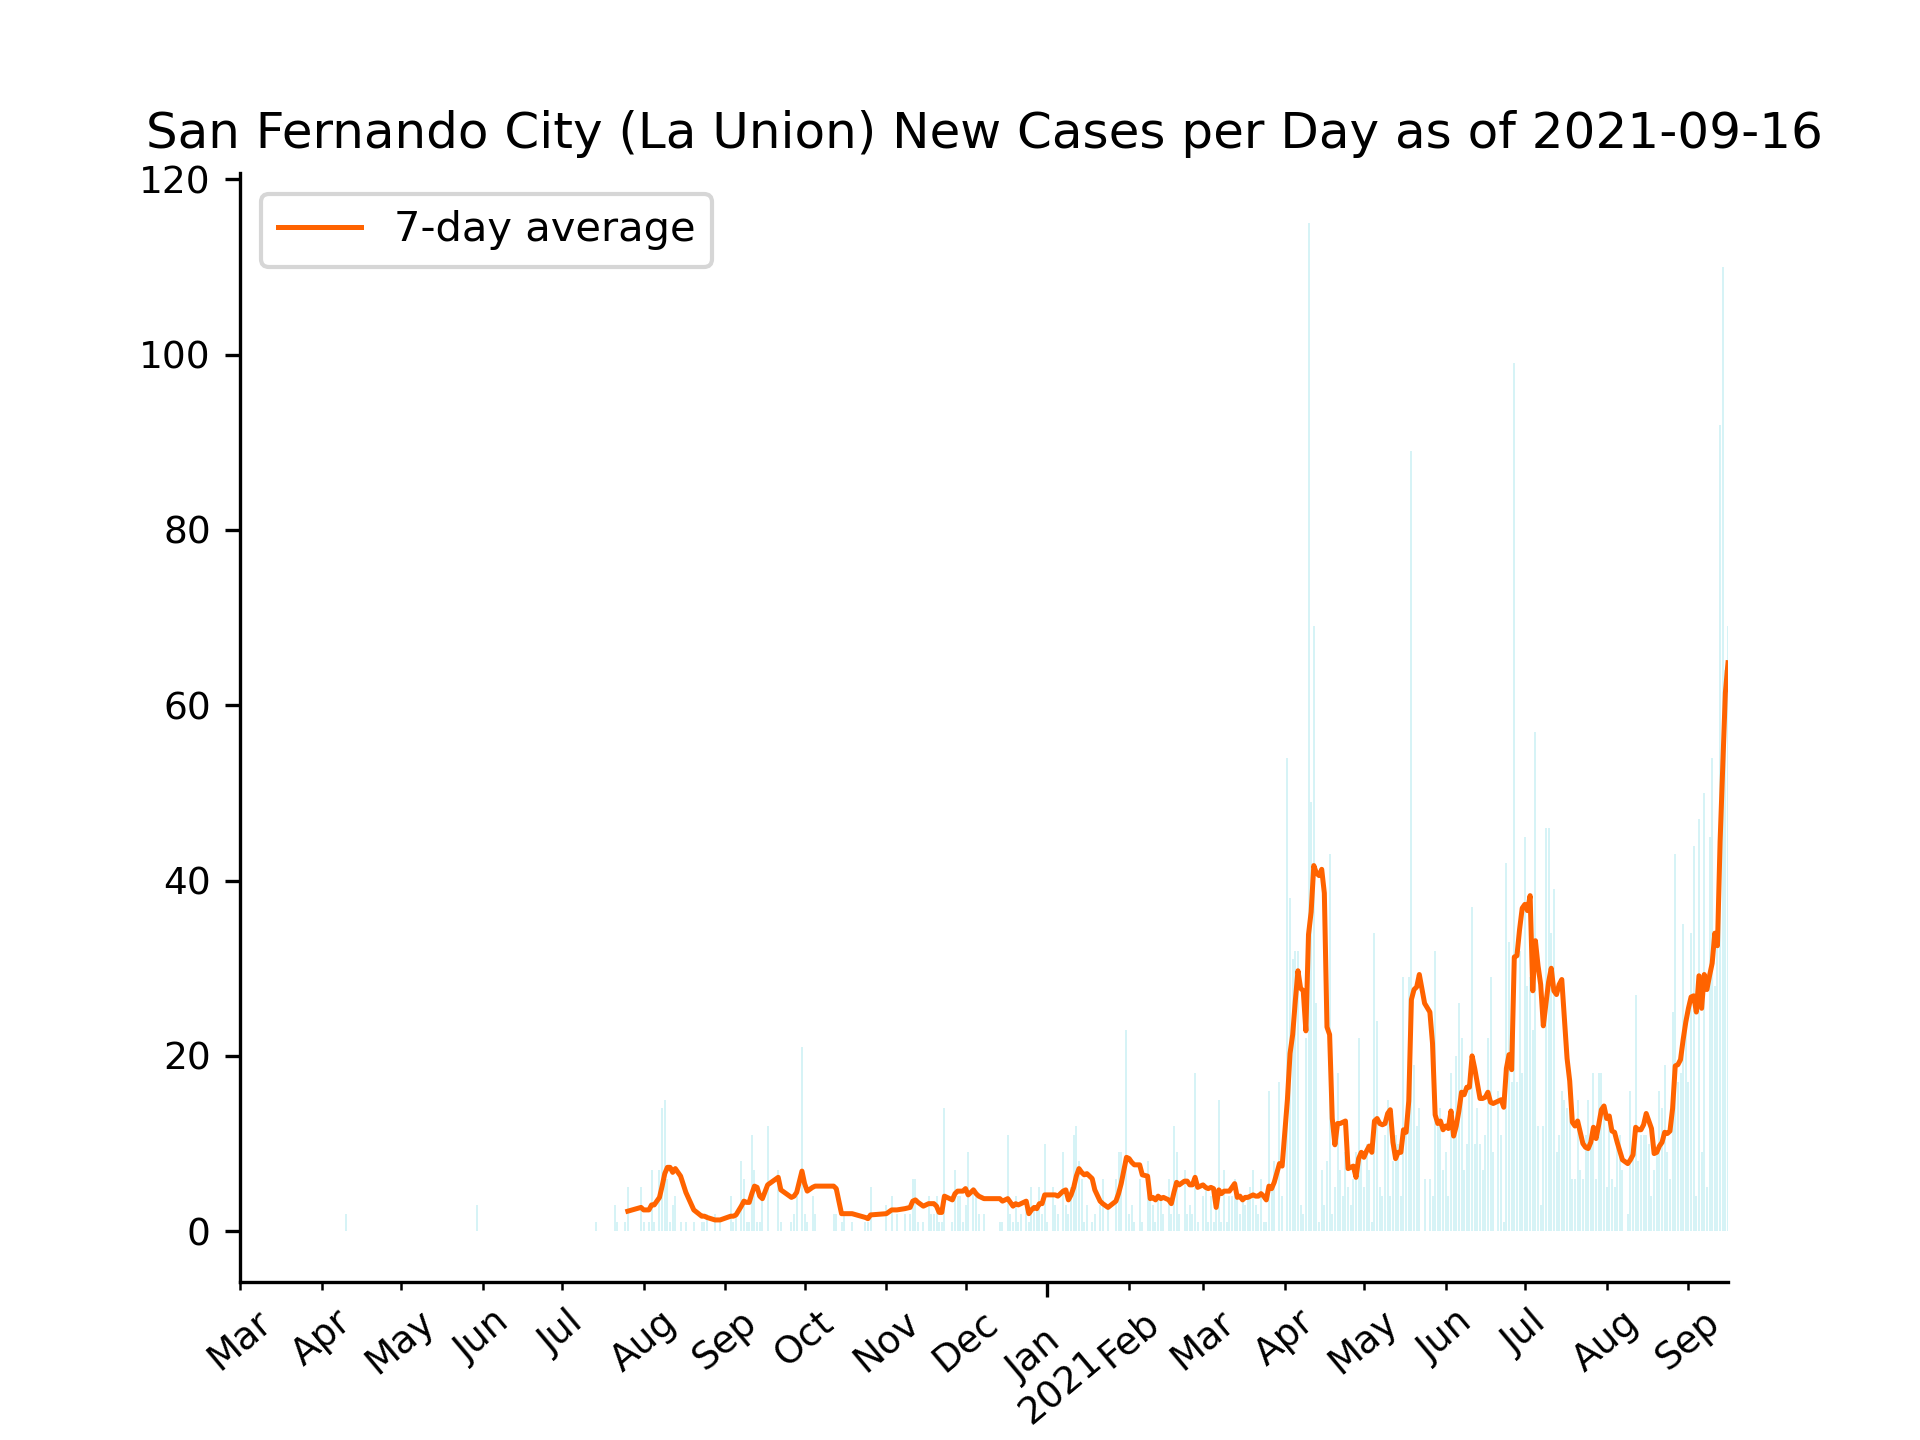 San Fernando City (La Union) New Cases per Day as of 2021-09-16
7-day average
120
100
80
60
40
20
0
Mar Apr May Jun Jul Aug Sep Oct Nov Dec Jan Feb Mar Apr May Jun Jul Aug Sep
2021